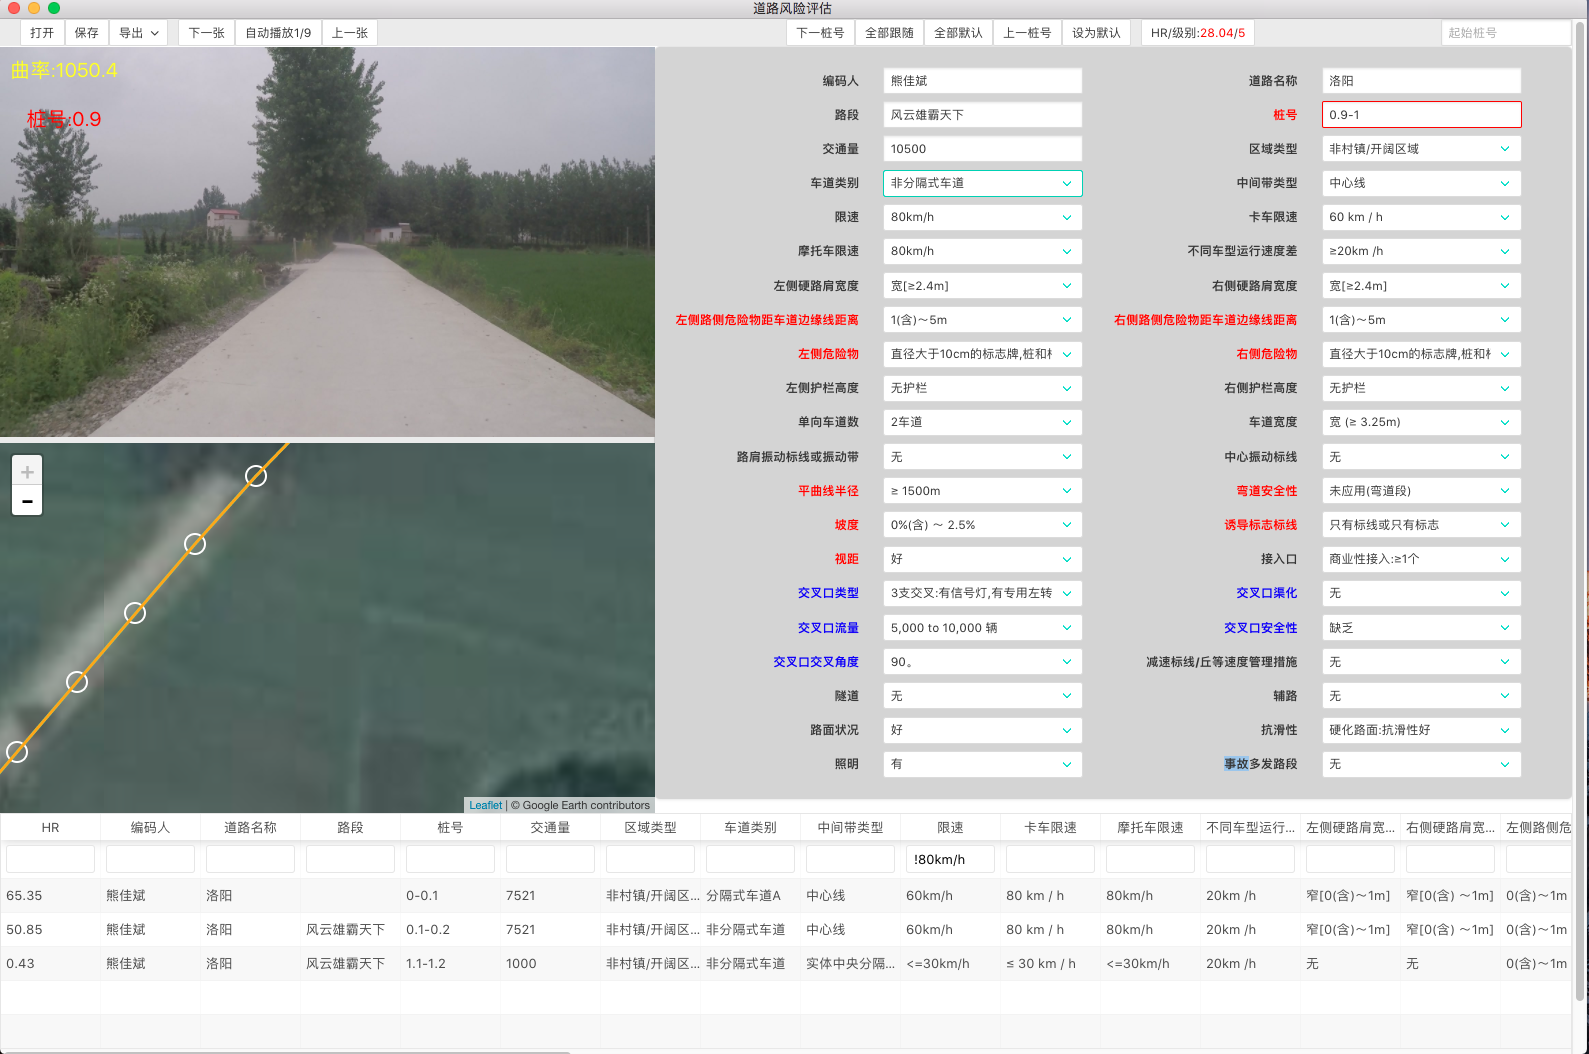 道路风险评估
打开 保存 导出 下一张 自动播放1/9 上一张 下一桩号 全部跟随 全部默认 上一桩号 设为默认 HR/级别:28.04/5 起始桩号
曲率:1050.4
桩号:0.9
编码人 熊佳斌 道路名称 洛阳
路段 风云雄霸天下 桩号 0.9-1
交通量 10500 区域类型 非村镇/开阔区域
车道类别 非分隔式车道 中间带类型 中心线
限速 80km/h 卡车限速 60 km / h
摩托车限速 80km/h 不同车型运行速度差 ≥20km /h
左侧硬路肩宽度 宽[≥2.4m] 右侧硬路肩宽度 宽[≥2.4m]
左侧路侧危险物距车道边缘线距离 1(含)～5m 右侧路侧危险物距车道边缘线距离 1(含)～5m
左侧危险物 直径大于10cm的标志牌,桩和 右侧危险物 直径大于10cm的标志牌,桩和
左侧护栏高度 无护栏 右侧护栏高度 无护栏
单向车道数 2车道 车道宽度 宽 (≥ 3.25m)
路肩振动标线或振动带 无 中心振动标线 无
平曲线半径 ≥ 1500m 弯道安全性 未应用(弯道段)
坡度 0%(含) ～ 2.5% 诱导标志标线 只有标线或只有标志
视距 好 接入口 商业性接入:≥1个
交叉口类型 3支交叉:有信号灯,有专用左转 交叉口渠化 无
交叉口流量 5,000 to 10,000 辆 交叉口安全性 缺乏
交叉口交叉角度 90。 减速标线/丘等速度管理措施 无
隧道 无 辅路 无
路面状况 好 抗滑性 硬化路面:抗滑性好
照明 有 事故多发路段 无
+
-
Leaflet | © Google Earth contributors
HR 编码人 道路名称 路段 桩号 交通量 区域类型 车道类别 中间带类型 限速 卡车限速 摩托车限速 不同车型运行... 左侧硬路肩宽... 右侧硬路肩宽... 左侧路侧危
!80km/h
65.35 熊佳斌 洛阳 0-0.1 7521 非村镇/开阔区... 分隔式车道A 中心线 60km/h 80 km / h 80km/h 20km /h 窄[0(含)～1m] 窄[0(含) ～1m] 0(含)～1m
50.85 熊佳斌 洛阳 风云雄霸天下 0.1-0.2 7521 非村镇/开阔区... 非分隔式车道 中心线 60km/h 80 km / h 80km/h 20km /h 窄[0(含)～1m] 窄[0(含) ～1m] 0(含)～1m
0.43 熊佳斌 洛阳 风云雄霸天下 1.1-1.2 1000 非村镇/开阔区... 非分隔式车道 实体中央分隔... <=30km/h ≤ 30 km / h <=30km/h 20km /h 无 无 0(含)～1m